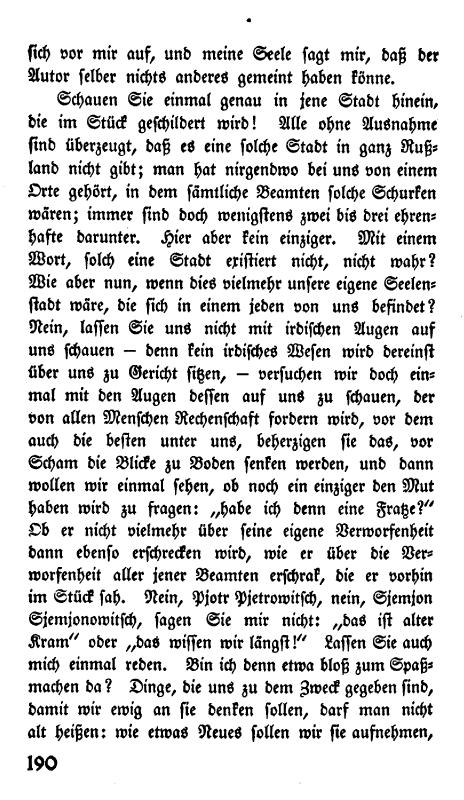 sich vor mir auf, und meine Seele sagt mir, daß der
Autor selber nichts anderes gemeint haben könne.
Schauen Sie einmal genau in jene Stadt hinein,
die im Stück geschildert wird! Alle ohne Ausnahme
sind überzeugt, daß es eine solche Stadt in ganz Ruß-
land nicht gibt; man hat nirgendwo bei uns von einem
Orte gehört, in dem sämtliche Beamten solche Schurken
wären; immer sind doch wenigstens zwei bis drei ehren-
hafte darunter. Hier aber kein einziger. Mit einem
Wort, solch eine Stadt existiert nicht, nicht wahr?
Wie aber nun, wenn dies vielmehr unsere eigene Seelen-
stadt wäre, die sich in einem jeden von uns befindet?
Nein, lassen Sie uns nicht mit irdischen Augen auf
uns schauen — denn kein irdisches Wesen wird dereinst
über uns zu Gericht sitzen, — versuchen wir doch ein-
mal mit den Augen dessen auf uns zu schauen, der
von allen Menschen Rechenschaft fordern wird, vor dem
auch die besten unter uns, beherzigen sie das, vor
Scham die Blicke zu Boden senken werden, und dann
wollen wir einmal sehen, ob noch ein einziger den Mut
haben wird zu fragen: „habe ich denn eine Fratze?“
Ob er nicht vielmehr über seine eigene Verworfenheit
dann ebenso erschrecken wird, wie er über die Ver-
worfenheit aller jener Beamten erschrak, die er vorhin
im Stück sah. Nein, Pjotr Pjetrowitsch, nein, Sjemjon
Sjemjonowitsch, sagen Sie mir nicht: „das ist alter
Kram“ oder „das wissen wir längst!“ Lassen Sie auch
mich einmal reden. Bin ich denn etwa bloß zum Spaß-
machen da? Dinge, die uns zu dem Zweck gegeben sind,
damit wir ewig an sie denken sollen, darf man nicht
alt heißen: wie etwas Neues sollen wir sie aufnehmen,
190